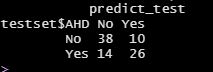 predict_test
testset$AHD No Yes
No 38 10
Yes 14 26
>